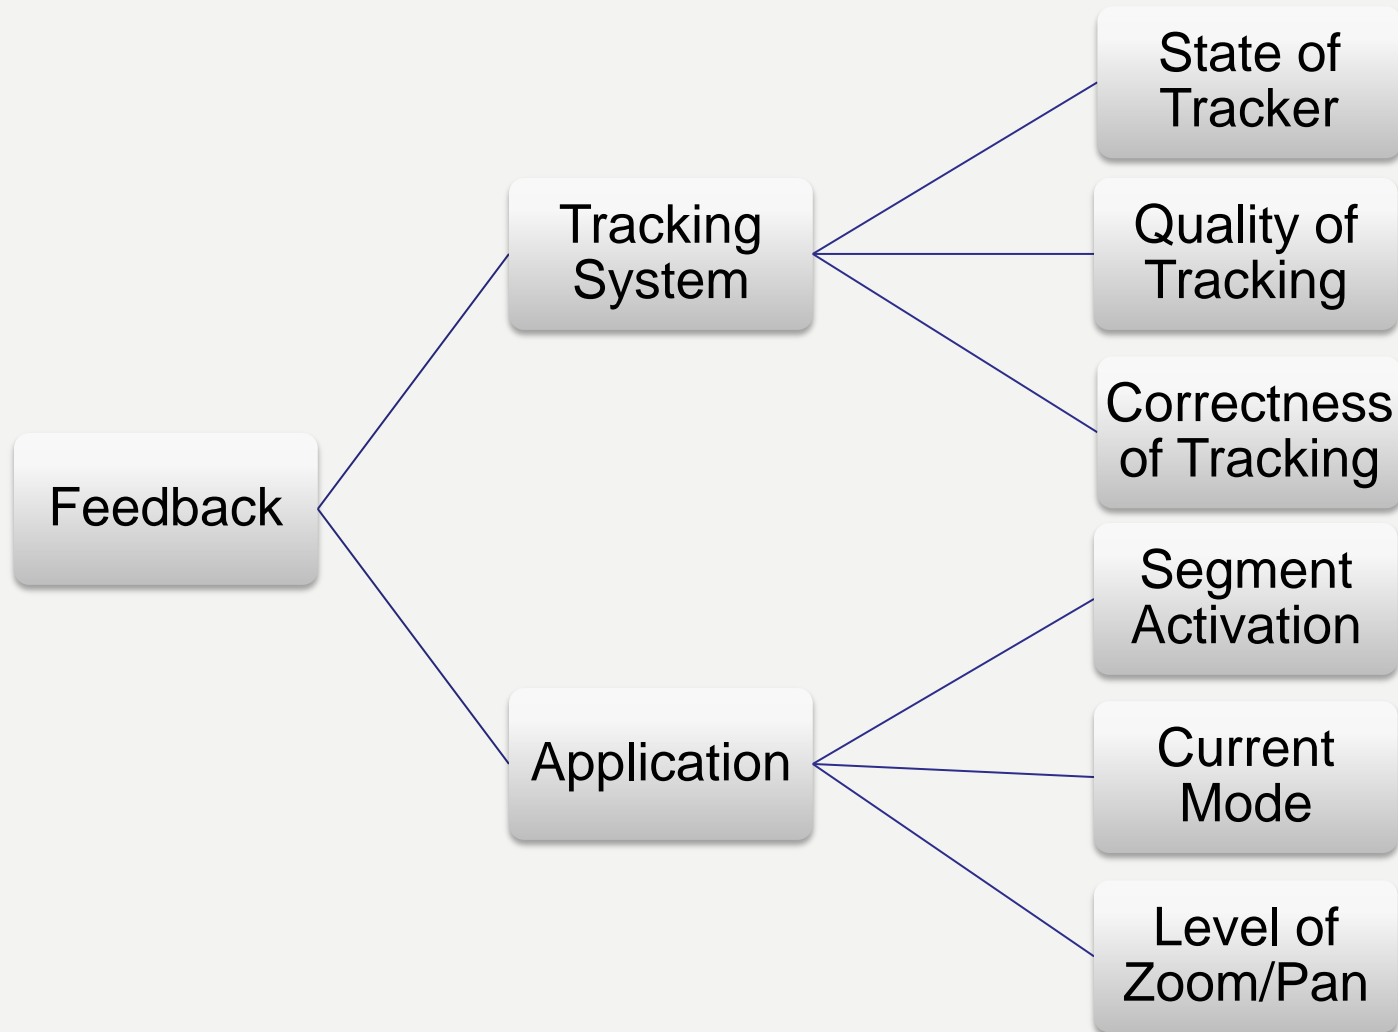 Feedback
Tracking
System
Application
State of
Tracker
Quality of
Tracking
Correctness
of Tracking
Segment
Activation
Current
Mode
Level of
Zoom/Pan